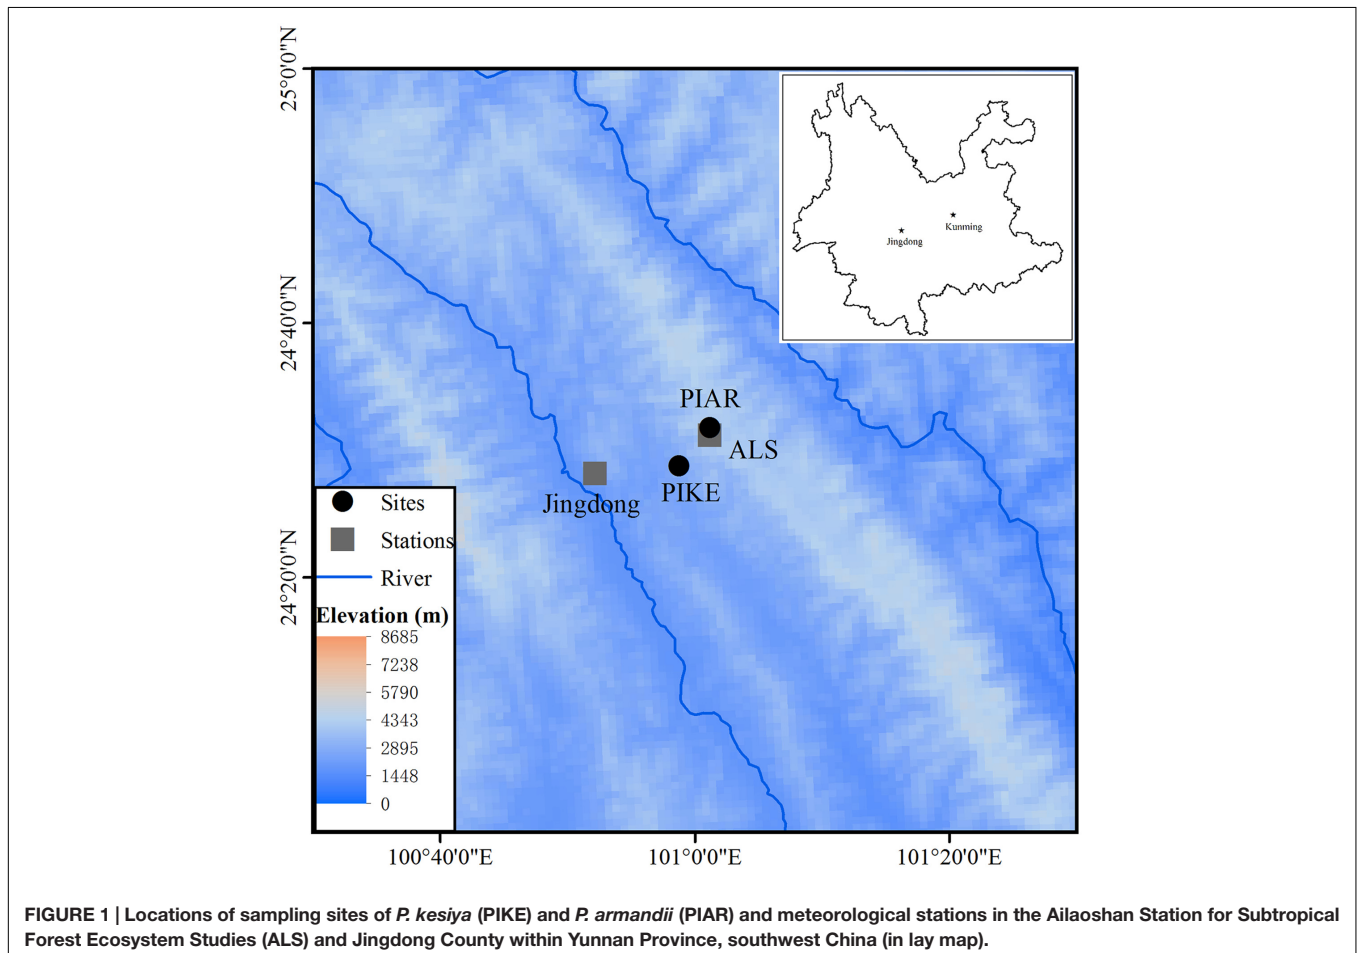 25°0'0"N
24°40'0"N
24°20'0"N
Kunming
Jingdong
PIAR
ALS
PIKE
Jingdong
Sites
Stations
River
Elevation (m)
8685
7238
5790
4343
2895
1448
0
100°40'0"E
101°0'0"E
101°20'0"E
FIGURE 1 | Locations of sampling sites of P. kesiya (PIKE) and P. armandii (PIAR) and meteorological stations in the Ailaoshan Station for Subtropical
Forest Ecosystem Studies (ALS) and Jingdong County within Yunnan Province, southwest China (in lay map).